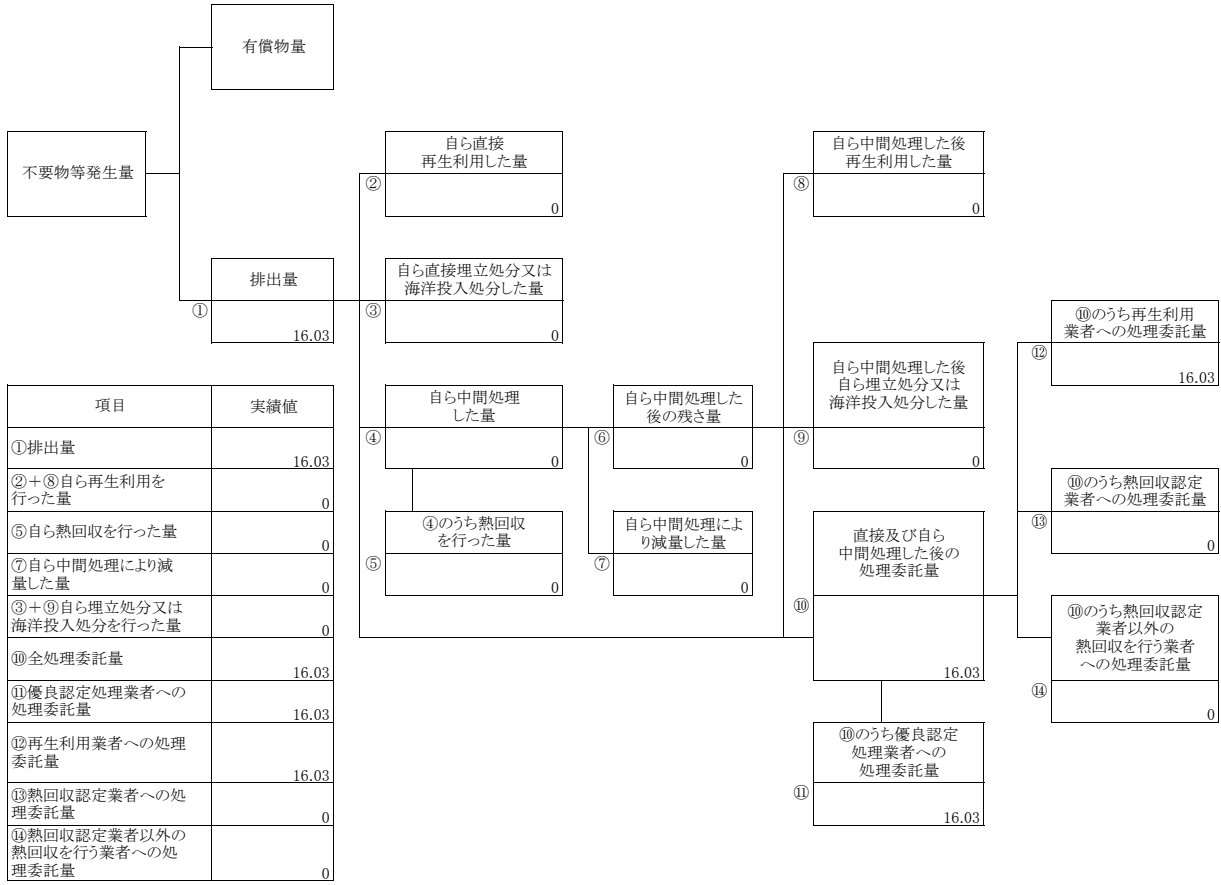 有償物量
不要物等発生量
自ら直接
再生利用した量
②
0
自ら中間処理した後
再生利用した量
⑧
0
排出量
①
16.03
自ら直接埋立処分又は
海洋投入処分した量
③
0
⑩のうち再生利用
業者への処理委託量
⑫
16.03
自ら中間処理
した量
④
0
自ら中間処理した
後の残さ量
⑥
0
自ら中間処理した後
自ら埋立処分又は
海洋投入処分した量
⑨
0
⑩のうち熱回収認定
業者への処理委託量
⑬
0
④のうち熱回収
を行った量
⑤
0
自ら中間処理によ
り減量した量
⑦
0
直接及び自ら
中間処理した後の
処理委託量
⑩
16.03
⑩のうち熱回収認定
業者以外の
熱回収を行う業者
への処理委託量
⑭
0
⑩のうち優良認定
処理業者への
処理委託量
⑪
16.03
項目 実績値
①排出量
16.03
②+⑧自ら再生利用を
行った量
0
⑤自ら熱回収を行った量
0
⑦自ら中間処理により減
量した量
0
③+⑨自ら埋立処分又は
海洋投入処分を行った量
0
⑩全処理委託量
16.03
⑪優良認定処理業者への
処理委託量
16.03
⑫再生利用業者への処理
委託量
16.03
⑬熱回収認定業者への処
理委託量
0
⑭熱回収認定業者以外の
熱回収を行う業者への処
理委託量
0